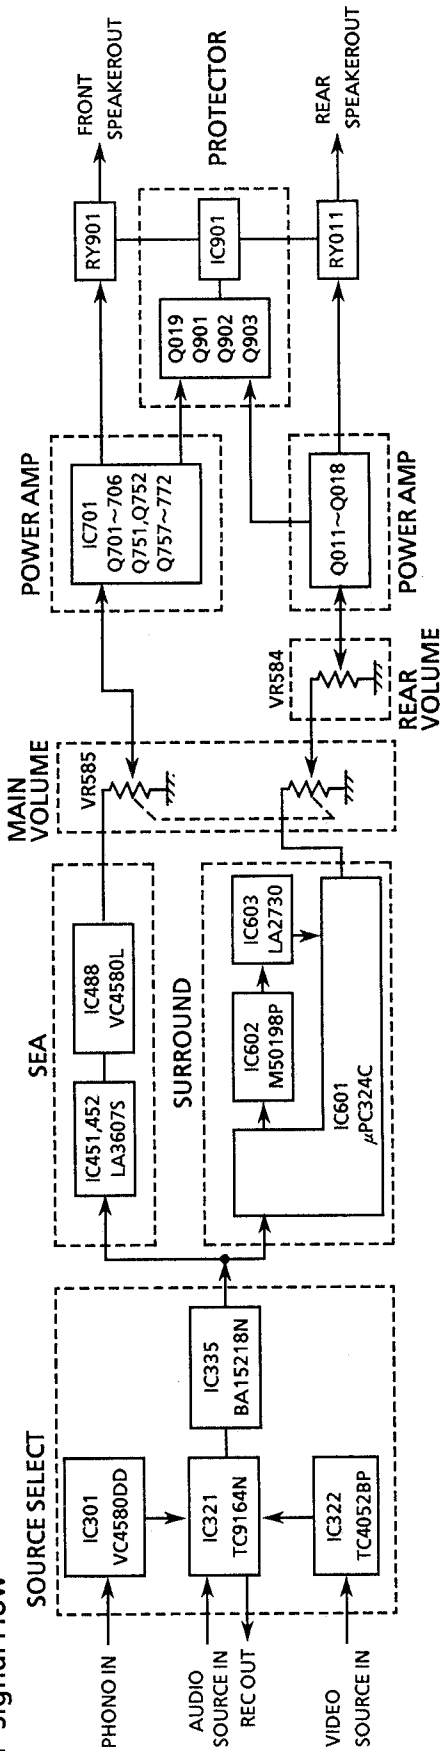 Signal Flow
SOURCE SELECT
PHONO IN
IC301
VC4580DD
AUDIO
SOURCE IN
REC OUT
IC321
TC9164N
IC335
BA15218N
VIDEO
SOURCE IN
IC322
TC4052BP
SEA
IC451,452
LA3607S
IC488
VC4580L
SURROUND
IC602
M50198P
IC603
LA2730
IC601
μPC324C
MAIN
VOLUME
VR585
VR584
REAR
VOLUME
POWER AMP
IC701
Q701~706
Q751,Q752
Q757~772
Q011~Q018
POWER AMP
Q019
Q901
Q902
Q903
IC901
PROTECTOR
RY901
FRONT
SPEAKEROUT
RY011
REAR
SPEAKEROUT